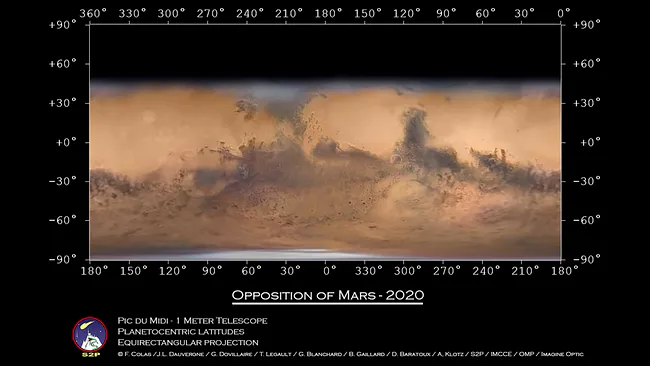 360° 330° 300° 270° 240° 210° 180° 150° 120° 90° 60° 30° 0°
+90° +90°
+60° +60°
+30° +30°
+0° +0°
−30° −30°
−60° −60°
−90° −90°
180° 150° 120° 90° 60° 30° 0° 330° 300° 270° 240° 210° 180°
Opposition of Mars - 2020
Pic du Midi - 1 Meter Telescope
Planetocentric latitudes
Equirectangular projection
© F. Colas / J.L. Dauvergne / G. Dovillaire / T. Legault / G. Blanchard / B. Gaillard / D. Baratoux / A. Klotz / S2P / IMCCE / OMP / Imagine Optic
S2P